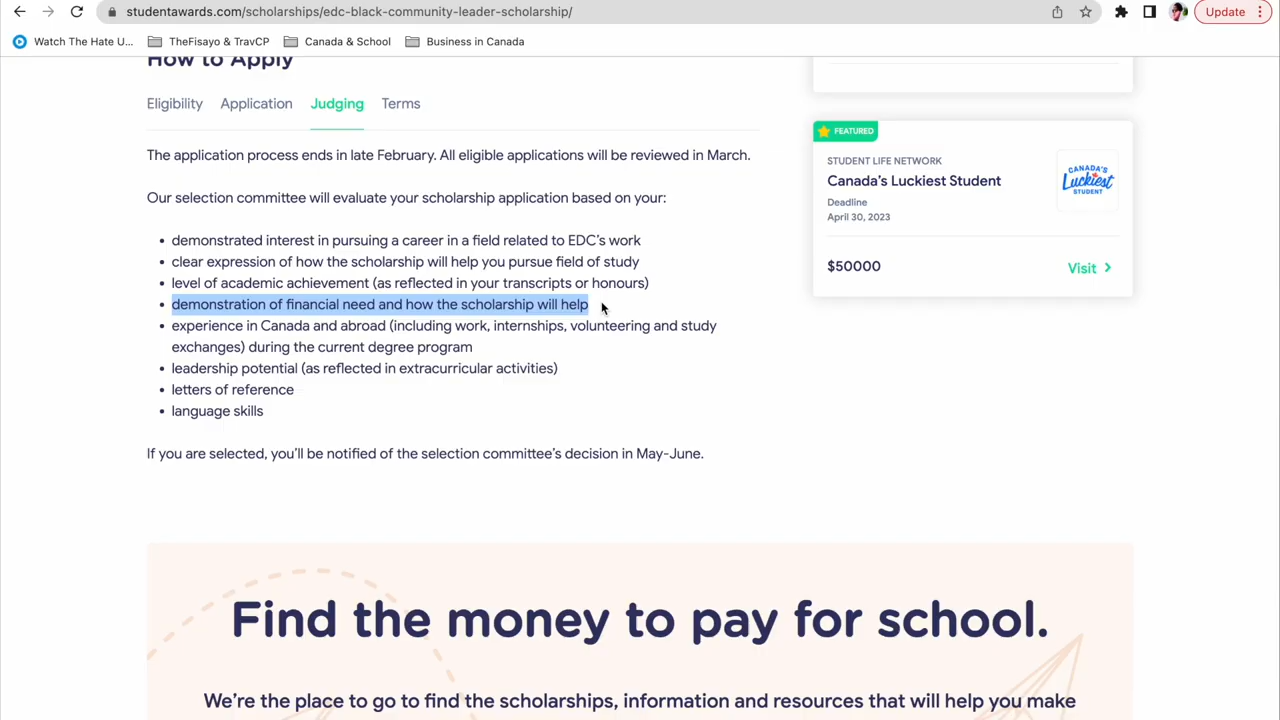 studentawards.com/scholarships/edc-black-community-leader-scholarship/
Update
Watch The Hate U...
TheFisayo & TravCP
Canada & School
Business in Canada
How to Apply
Eligibility
Application
Judging
Terms
The application process ends in late February. All eligible applications will be reviewed in March.
Our selection committee will evaluate your scholarship application based on your:
• demonstrated interest in pursuing a career in a field related to EDC's work
• clear expression of how the scholarship will help you pursue field of study
• level of academic achievement (as reflected in your transcripts or honours)
• demonstration of financial need and how the scholarship will help
• experience in Canada and abroad (including work, internships, volunteering and study
exchanges) during the current degree program
• leadership potential (as reflected in extracurricular activities)
• letters of reference
• language skills
If you are selected, you'll be notified of the selection committee's decision in May-June.
FEATURED
STUDENT LIFE NETWORK
Canada's Luckiest Student
Deadline
April 30, 2023
CANADA'S
Luckiest
STUDENT
$50000
Visit
Find the money to pay for school.
We're the place to go to find the scholarships, information and resources that will help you make